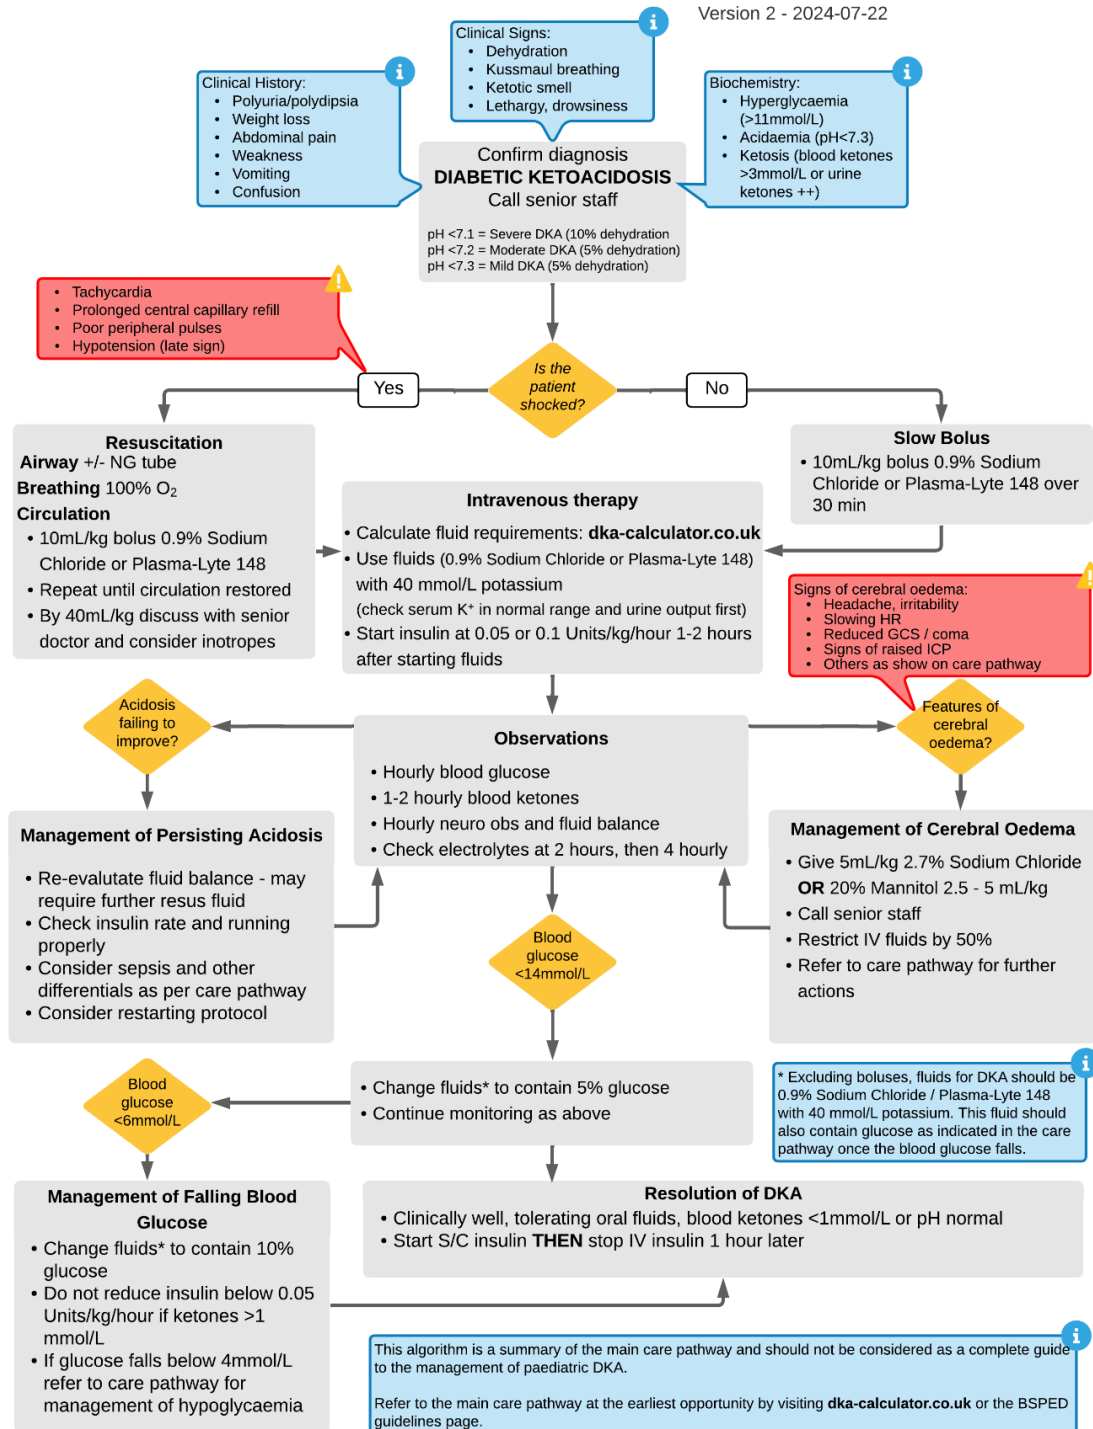 Version 2 - 2024-07-22
Clinical Signs:
• Dehydration
• Kussmaul breathing
• Ketotic smell
• Lethargy, drowsiness
Clinical History:
• Polyuria/polydipsia
• Weight loss
• Abdominal pain
• Weakness
• Vomiting
• Confusion
Biochemistry:
• Hyperglycaemia
(>11mmol/L)
• Acidaemia (pH<7.3)
• Ketosis (blood ketones
>3mmol/L or urine
ketones ++)
Confirm diagnosis
DIABETIC KETOACIDOSIS
Call senior staff
pH <7.1 = Severe DKA (10% dehydration
pH <7.2 = Moderate DKA (5% dehydration)
pH <7.3 = Mild DKA (5% dehydration)
• Tachycardia
• Prolonged central capillary refill
• Poor peripheral pulses
• Hypotension (late sign)
Is the
patient
shocked?
Yes
No
Resuscitation
Airway +/- NG tube
Breathing 100% O₂
Circulation
• 10mL/kg bolus 0.9% Sodium
Chloride or Plasma-Lyte 148
• Repeat until circulation restored
• By 40mL/kg discuss with senior
doctor and consider inotropes
Slow Bolus
• 10mL/kg bolus 0.9% Sodium
Chloride or Plasma-Lyte 148 over
30 min
Intravenous therapy
• Calculate fluid requirements: dka-calculator.co.uk
• Use fluids (0.9% Sodium Chloride or Plasma-Lyte 148)
with 40 mmol/L potassium
(check serum K⁺ in normal range and urine output first)
• Start insulin at 0.05 or 0.1 Units/kg/hour 1-2 hours
after starting fluids
Signs of cerebral oedema:
• Headache, irritability
• Slowing HR
• Reduced GCS / coma
• Signs of raised ICP
• Others as show on care pathway
Acidosis
failing to
improve?
Features of
cerebral
oedema?
Observations
• Hourly blood glucose
• 1-2 hourly blood ketones
• Hourly neuro obs and fluid balance
• Check electrolytes at 2 hours, then 4 hourly
Management of Persisting Acidosis
• Re-evalutate fluid balance - may
require further resus fluid
• Check insulin rate and running
properly
• Consider sepsis and other
differentials as per care pathway
• Consider restarting protocol
Management of Cerebral Oedema
• Give 5mL/kg 2.7% Sodium Chloride
OR 20% Mannitol 2.5 - 5 mL/kg
• Call senior staff
• Restrict IV fluids by 50%
• Refer to care pathway for further
actions
Blood
glucose
<14mmol/L
• Change fluids* to contain 5% glucose
• Continue monitoring as above
* Excluding boluses, fluids for DKA should be
0.9% Sodium Chloride / Plasma-Lyte 148
with 40 mmol/L potassium. This fluid should
also contain glucose as indicated in the care
pathway once the blood glucose falls.
Blood
glucose
<6mmol/L
Management of Falling Blood
Glucose
• Change fluids* to contain 10%
glucose
• Do not reduce insulin below 0.05
Units/kg/hour if ketones >1
mmol/L
• If glucose falls below 4mmol/L
refer to care pathway for
management of hypoglycaemia
Resolution of DKA
• Clinically well, tolerating oral fluids, blood ketones <1mmol/L or pH normal
• Start S/C insulin THEN stop IV insulin 1 hour later
This algorithm is a summary of the main care pathway and should not be considered as a complete guide
to the management of paediatric DKA.
Refer to the main care pathway at the earliest opportunity by visiting dka-calculator.co.uk or the BSPED
guidelines page.